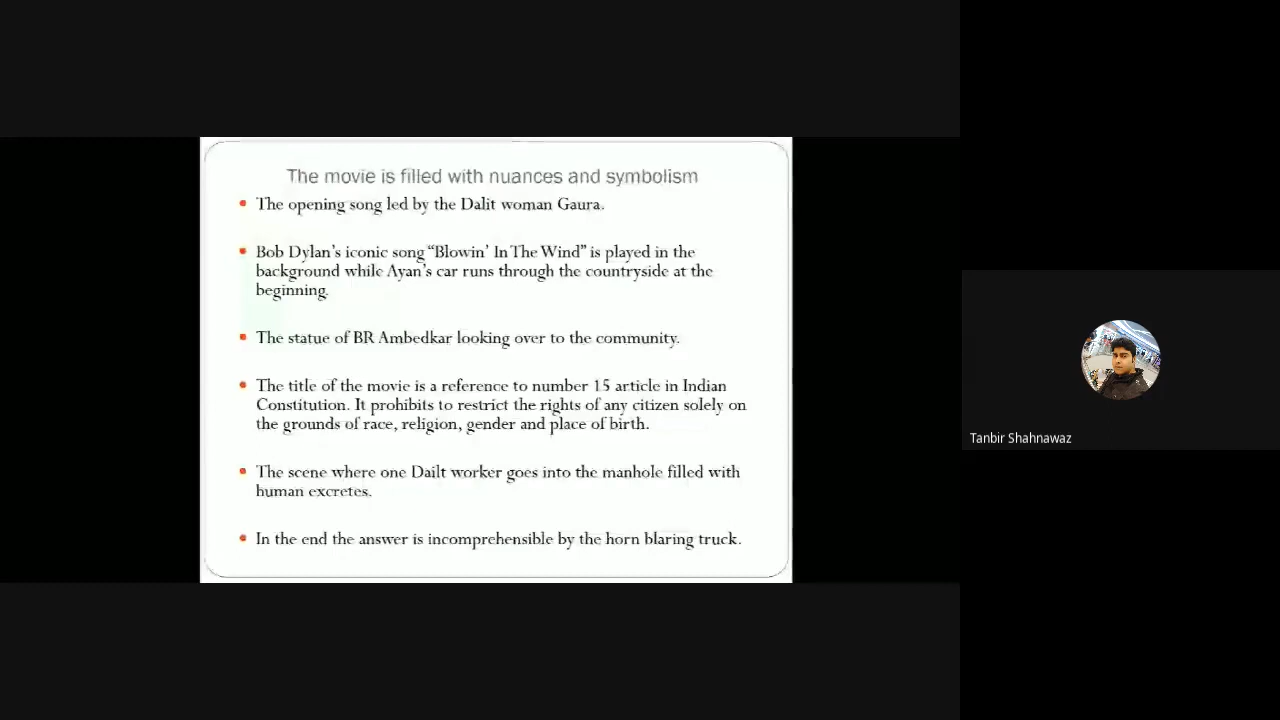 The movie is filled with nuances and symbolism
The opening song led by the Dalit woman Gaura.
Bob Dylan's iconic song “Blowin' In The Wind” is played in the
background while Ayan's car runs through the countryside at the
beginning.
The statue of BR Ambedkar looking over to the community.
The title of the movie is a reference to number 15 article in Indian
Constitution. It prohibits to restrict the rights of any citizen solely on
the grounds of race, religion, gender and place of birth.
The scene where one Dailt worker goes into the manhole filled with
human excretes.
In the end the answer is incomprehensible by the horn blaring truck.
Tanbir Shahnawaz